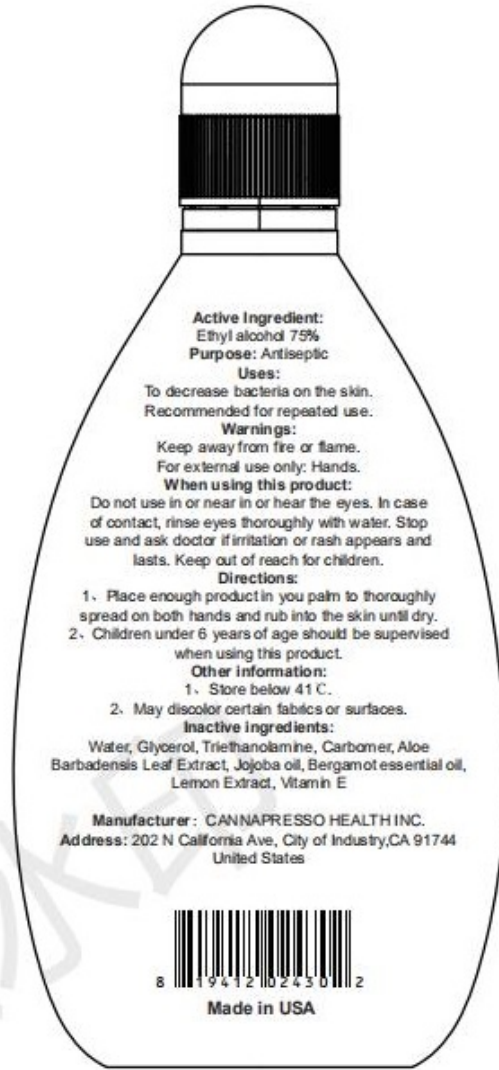 Active Ingredient:
Ethyl alcohol 75%
Purpose: Antiseptic
Uses:
To decrease bacteria on the skin.
Recommended for repeated use.
Warnings:
Keep away from fire or flame.
For external use only: Hands.
When using this product:
Do not use in or near in or hear the eyes. In case
of contact, rinse eyes thoroughly with water. Stop
use and ask doctor if irritation or rash appears and
lasts. Keep out of reach for children.
Directions:
1、Place enough product in you palm to thoroughly
spread on both hands and rub into the skin until dry.
2、Children under 6 years of age should be supervised
when using this product.
Other information:
1、Store below 41℃.
2、May discolor certain fabrics or surfaces.
Inactive ingredients:
Water, Glycerol, Triethanolamine, Carbomer, Aloe
Barbadensis Leaf Extract, Jojoba oil, Bergamot essential oil,
Lemon Extract, Vitamin E
Manufacturer: CANNAPRESSO HEALTH INC.
Address: 202 N California Ave, City of Industry,CA 91744
United States
8 19412 02430 2
Made in USA